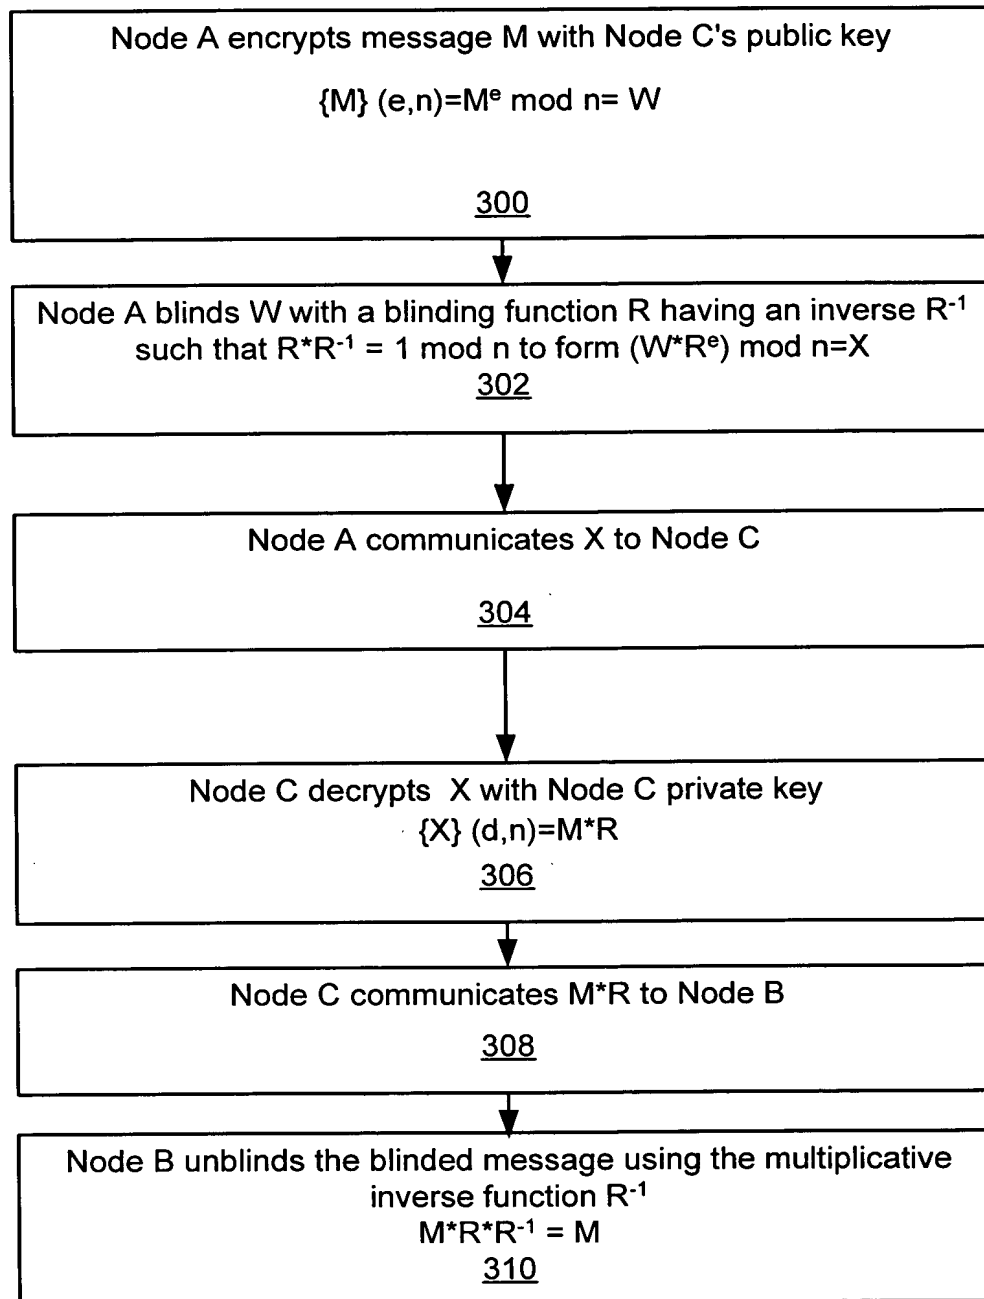 Node A encrypts message M with Node C's public key
{M} (e,n)=Mᵉ mod n= W
300
Node A blinds W with a blinding function R having an inverse R⁻¹
such that R*R⁻¹ = 1 mod n to form (W*Rᵉ) mod n=X
302
Node A communicates X to Node C
304
Node C decrypts X with Node C private key
{X} (d,n)=M*R
306
Node C communicates M*R to Node B
308
Node B unblinds the blinded message using the multiplicative
inverse function R⁻¹
M*R*R⁻¹ = M
310